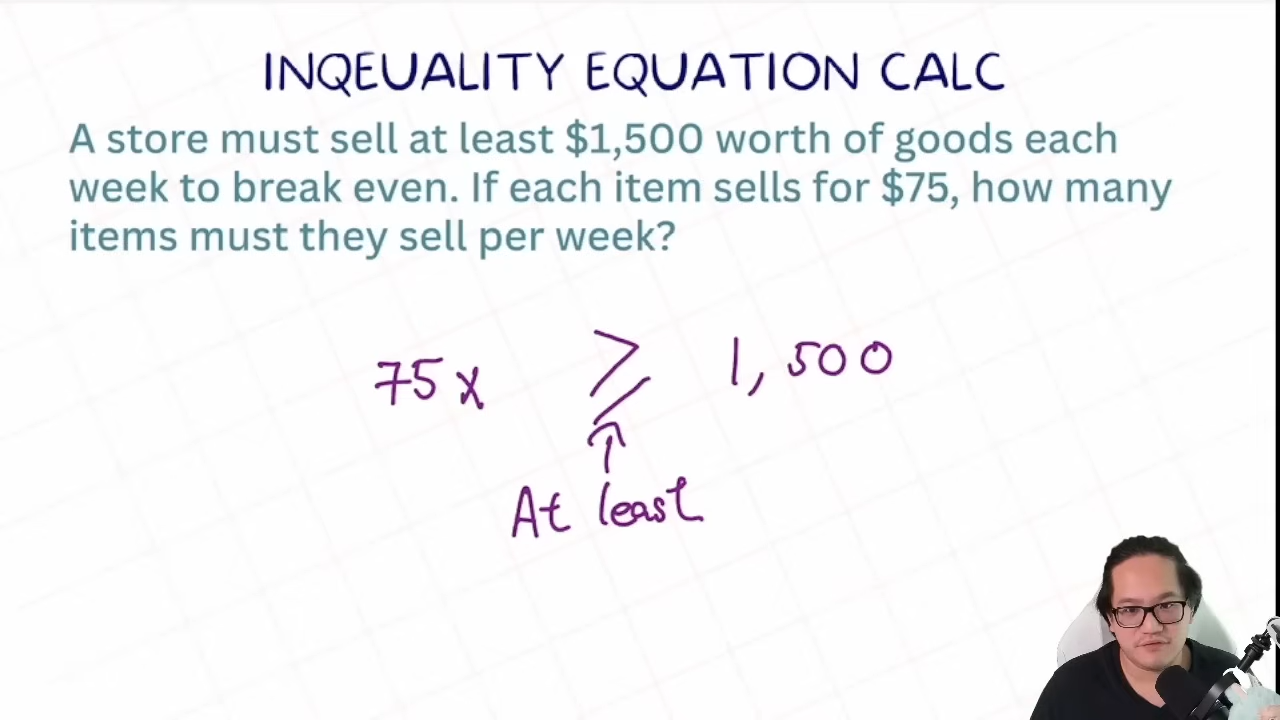 INQEUALITY EQUATION CALC
A store must sell at least $1,500 worth of goods each
week to break even. If each item sells for $75, how many
items must they sell per week?
75x ≥ 1,500
At least